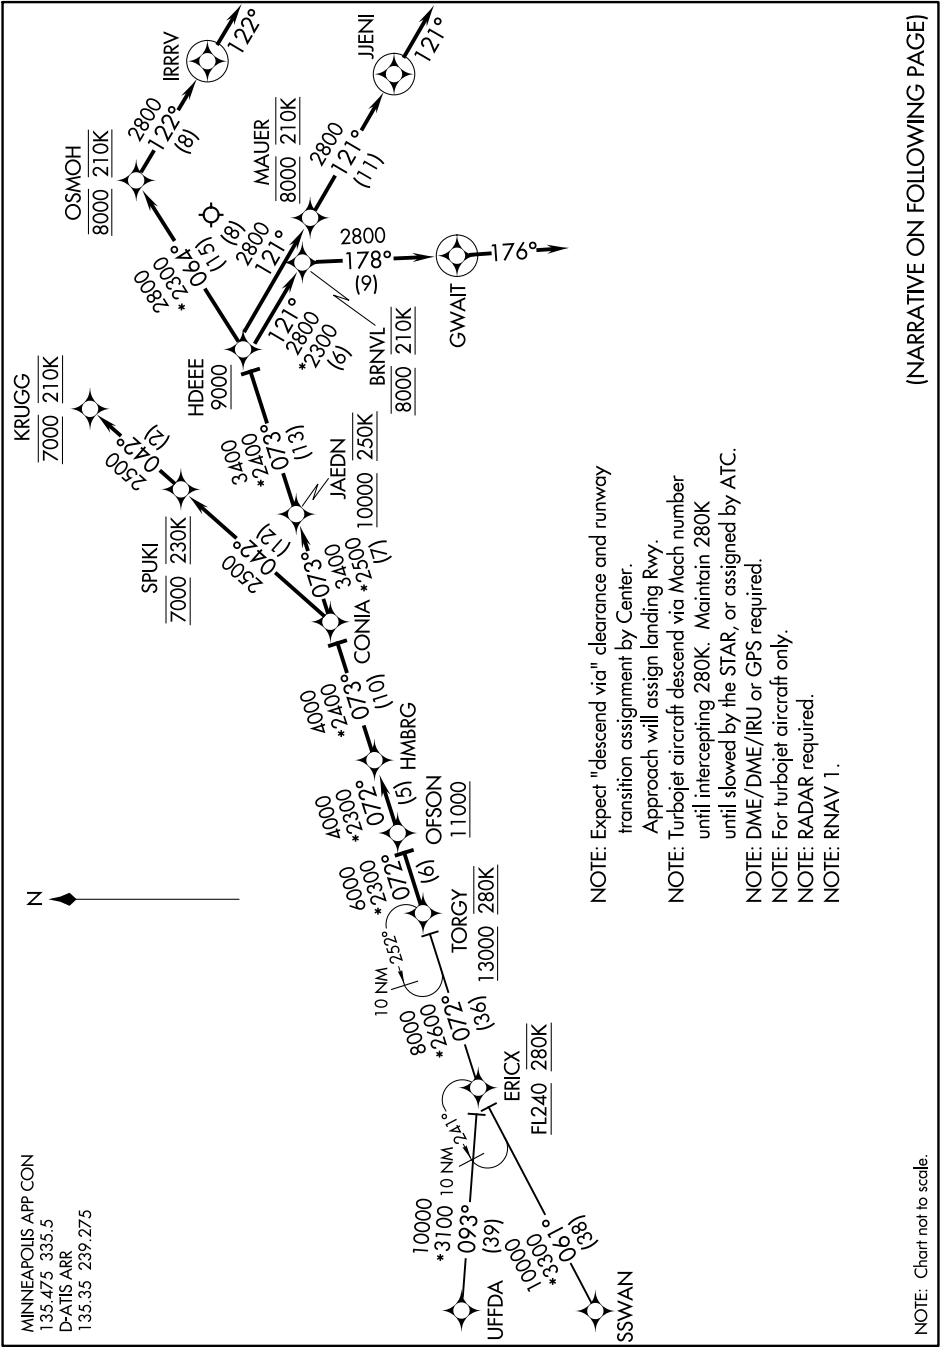 MINNEAPOLIS APP CON
135.475 335.5
D-ATIS ARR
135.35 239.275
N
UFFDA
10000
*3100
093°
(39)
SSWAN
10000
*3300
061°
(38)
10 NM
241°
ERICX
FL240 280K
8000
*2600
072°
(36)
10 NM
252°
TORGY
13000 280K
6000
*2300
072°
(6)
OFSON
11000
4000
*2300
072°
(5)
HMBRG
4000
*2400
073°
(10)
CONIA
2500
042°
(12)
SPUKI
7000 230K
2500
042°
(2)
KRUGG
7000 210K
073°
3400
*2500
(7)
JAEDN
10000 250K
3400
*2400
073°
(13)
HDEEE
9000
2800
*2300
064°
(15)
OSMOH
8000 210K
2800
122°
(8)
IRRRV
122°
(8)
2800
121°
MAUER
8000 210K
2800
121°
(11)
JJENI
121°
121°
2800
*2300
(6)
BRNVL
8000 210K
2800
178°
(9)
GWAIT
176°
NOTE: Expect "descend via" clearance and runway
transition assignment by Center.
Approach will assign landing Rwy.
NOTE: Turbojet aircraft descend via Mach number
until intercepting 280K. Maintain 280K
until slowed by the STAR, or assigned by ATC.
NOTE: DME/DME/IRU or GPS required.
NOTE: For turbojet aircraft only.
NOTE: RADAR required.
NOTE: RNAV 1.
(NARRATIVE ON FOLLOWING PAGE)
NOTE: Chart not to scale.